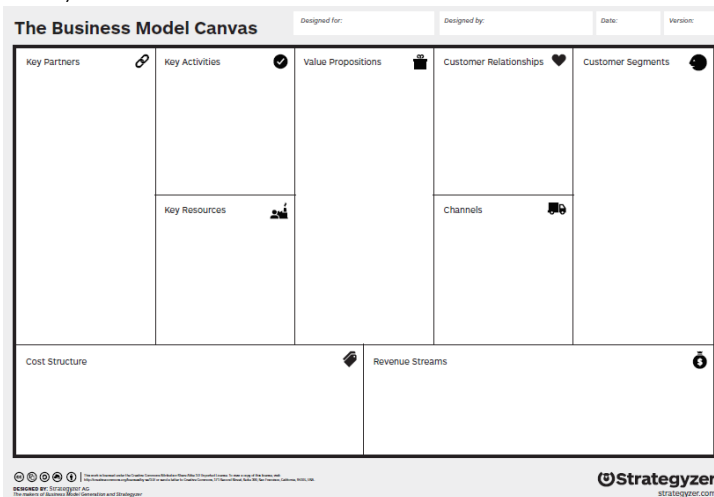 The Business Model Canvas
Designed for:
Designed by:
Date:
Version:
Key Partners
Key Activities
Value Propositions
Customer Relationships
Customer Segments
Key Resources
Channels
Cost Structure
Revenue Streams
DESIGNED BY: Strategyzer AG
The makers of Business Model Generation and Strategyzer
Strategyzer
strategyzer.com